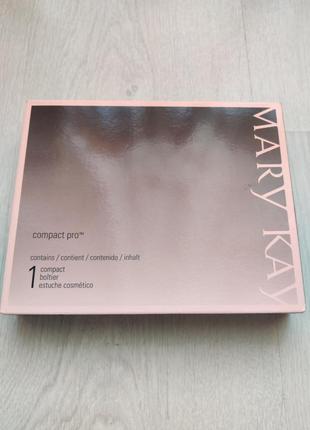 MARY KAY
compact pro™
contains / contient / contenido / inhalt
1 compact
boîtier
estuche cosmético